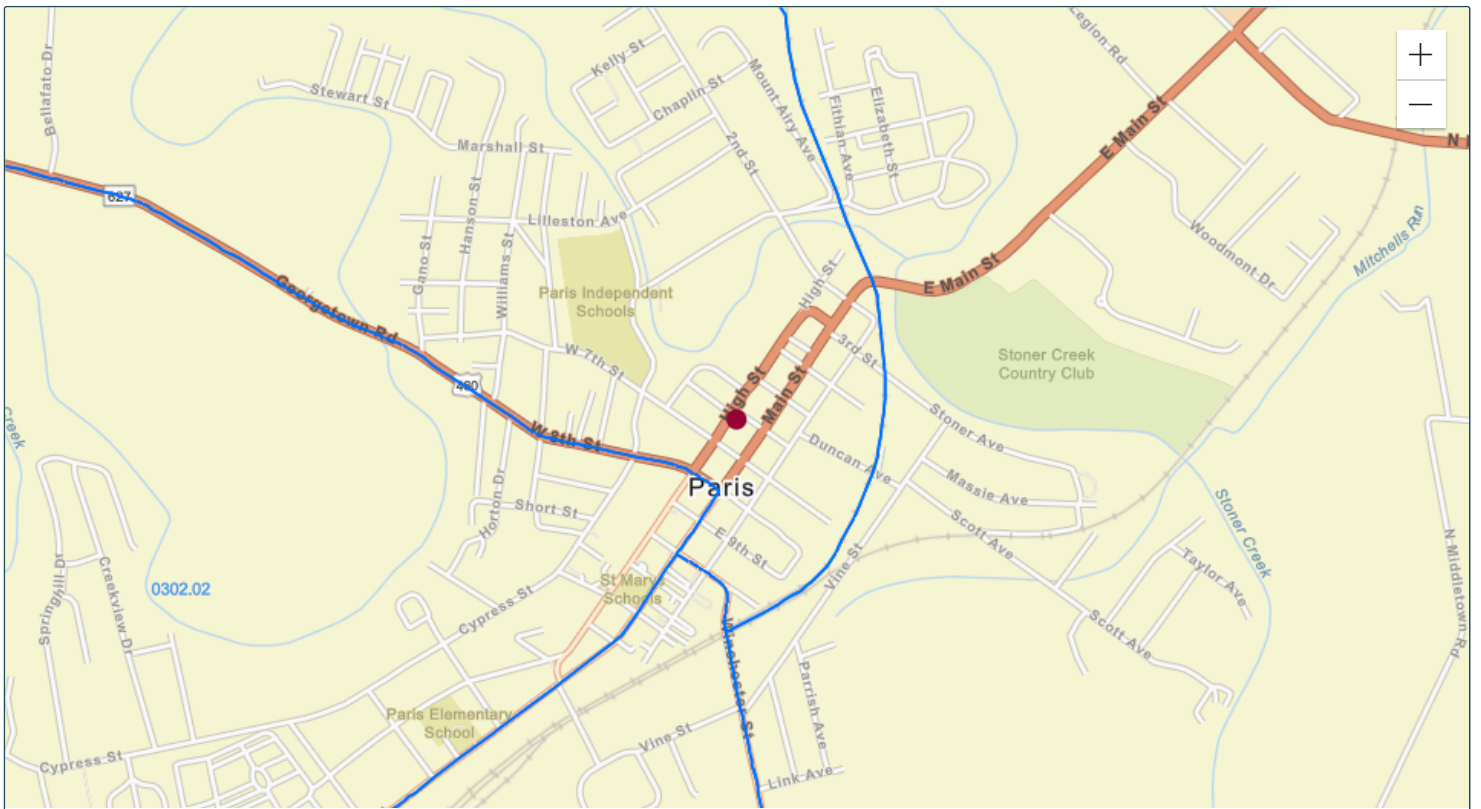 Legion Rd
Kelly St
Bellafato Dr
Stewart St
Chaplin St
Mount Airy Ave
Fithian Ave
Elizabeth St
E Main St
2nd St
Marshall St
627
Hanson St
Lilleston Ave
Gano St
Williams St
Mitchells Run
Woodmont Dr
High St
E Main St
Georgetown Rd
Paris Independent
Schools
W 7th St
3rd St
Stoner Creek
Country Club
460
High St
Main St
Creek
W 8th St
Stoner Ave
Duncan Ave
Massie Ave
Paris
Horton Dr
Short St
Scott Ave
Stoner Creek
E 9th St
Vine St
Taylor Ave
N Middletown Rd
Springhill Dr
Creekview Dr
0302.02
St Marys
Schools
Cypress St
Winchester St
Scott Ave
Parrish Ave
Paris Elementary
School
Vine St
Cypress St
Link Ave